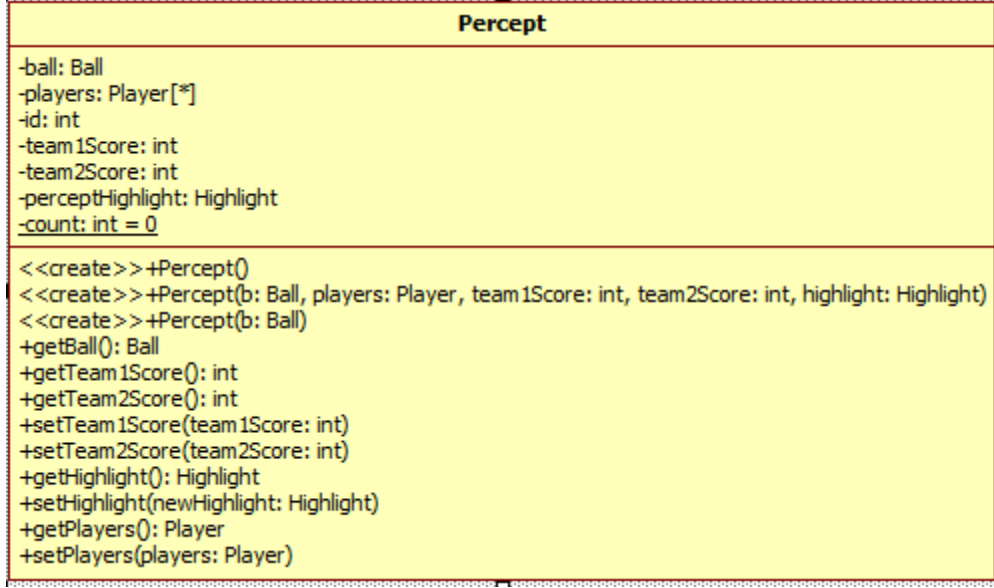 Percept
-ball: Ball
-players: Player[*]
-id: int
-team1Score: int
-team2Score: int
-perceptHighlight: Highlight
-count: int = 0
<<create>>+Percept()
<<create>>+Percept(b: Ball, players: Player, team1Score: int, team2Score: int, highlight: Highlight)
<<create>>+Percept(b: Ball)
+getBall(): Ball
+getTeam1Score(): int
+getTeam2Score(): int
+setTeam1Score(team1Score: int)
+setTeam2Score(team2Score: int)
+getHighlight(): Highlight
+setHighlight(newHighlight: Highlight)
+getPlayers(): Player
+setPlayers(players: Player)